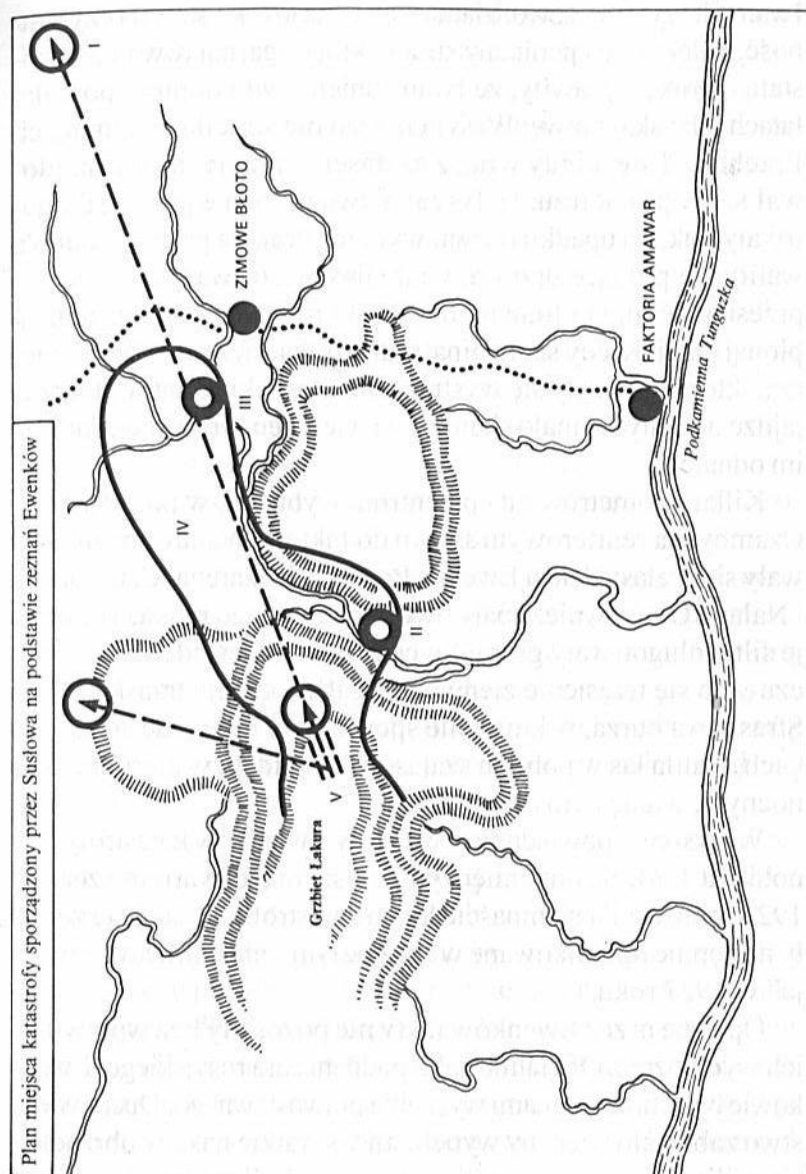 Plan miejsca katastrofy sporządzony przez Susłowa na podstawie zeznań Ewenków
I
ZIMOWE BŁOTO
III
IV
II
V
Grzbiet Łakura
FAKTORIA AMAWAR
Podkamienna Tunguzka